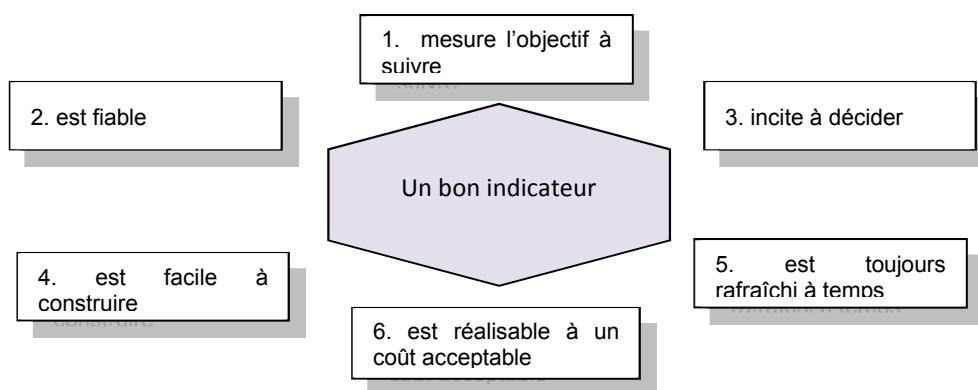 1. mesure l’objectif à
suivre
2. est fiable
3. incite à décider
Un bon indicateur
4. est facile à
construire
5. est toujours
rafraîchi à temps
6. est réalisable à un
coût acceptable